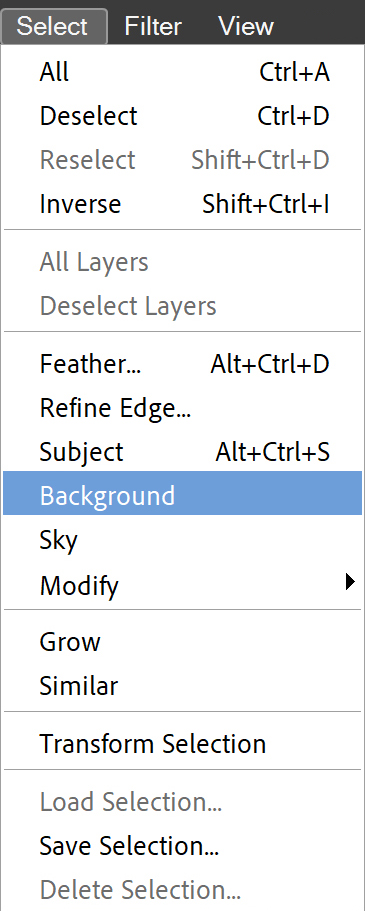 Select Filter View
All Ctrl+A
Deselect Ctrl+D
Reselect Shift+Ctrl+D
Inverse Shift+Ctrl+I
All Layers
Deselect Layers
Feather... Alt+Ctrl+D
Refine Edge...
Subject Alt+Ctrl+S
Background
Sky
Modify
Grow
Similar
Transform Selection
Load Selection...
Save Selection...
Delete Selection...